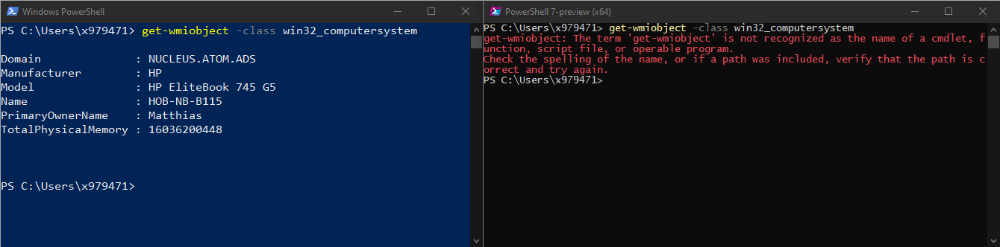 Windows PowerShell
PS C:\Users\x979471> get-wmiobject -class win32_computersystem
Domain : NUCLEUS.ATOM.ADS
Manufacturer : HP
Model : HP EliteBook 745 G5
Name : HOB-NB-B115
PrimaryOwnerName : Matthias
TotalPhysicalMemory : 16036200448
PS C:\Users\x979471>
PowerShell 7-preview (x64)
PS C:\Users\x979471> get-wmiobject -class win32_computersystem
get-wmiobject: The term 'get-wmiobject' is not recognized as the name of a cmdlet, f
unction, script file, or operable program.
Check the spelling of the name, or if a path was included, verify that the path is c
orrect and try again.
PS C:\Users\x979471>